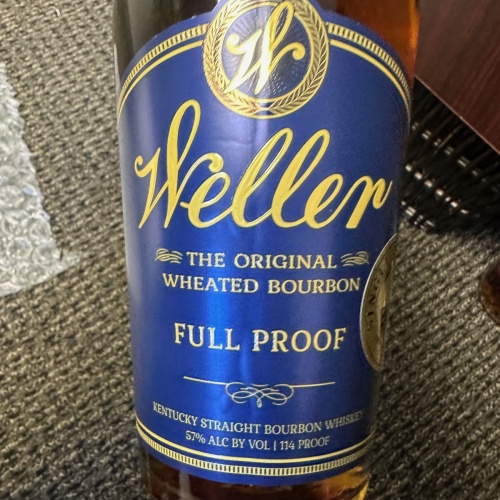 W
Weller
THE ORIGINAL
WHEATED BOURBON
FULL PROOF
KENTUCKY STRAIGHT BOURBON WHISKEY
57% ALC BY VOL | 114 PROOF